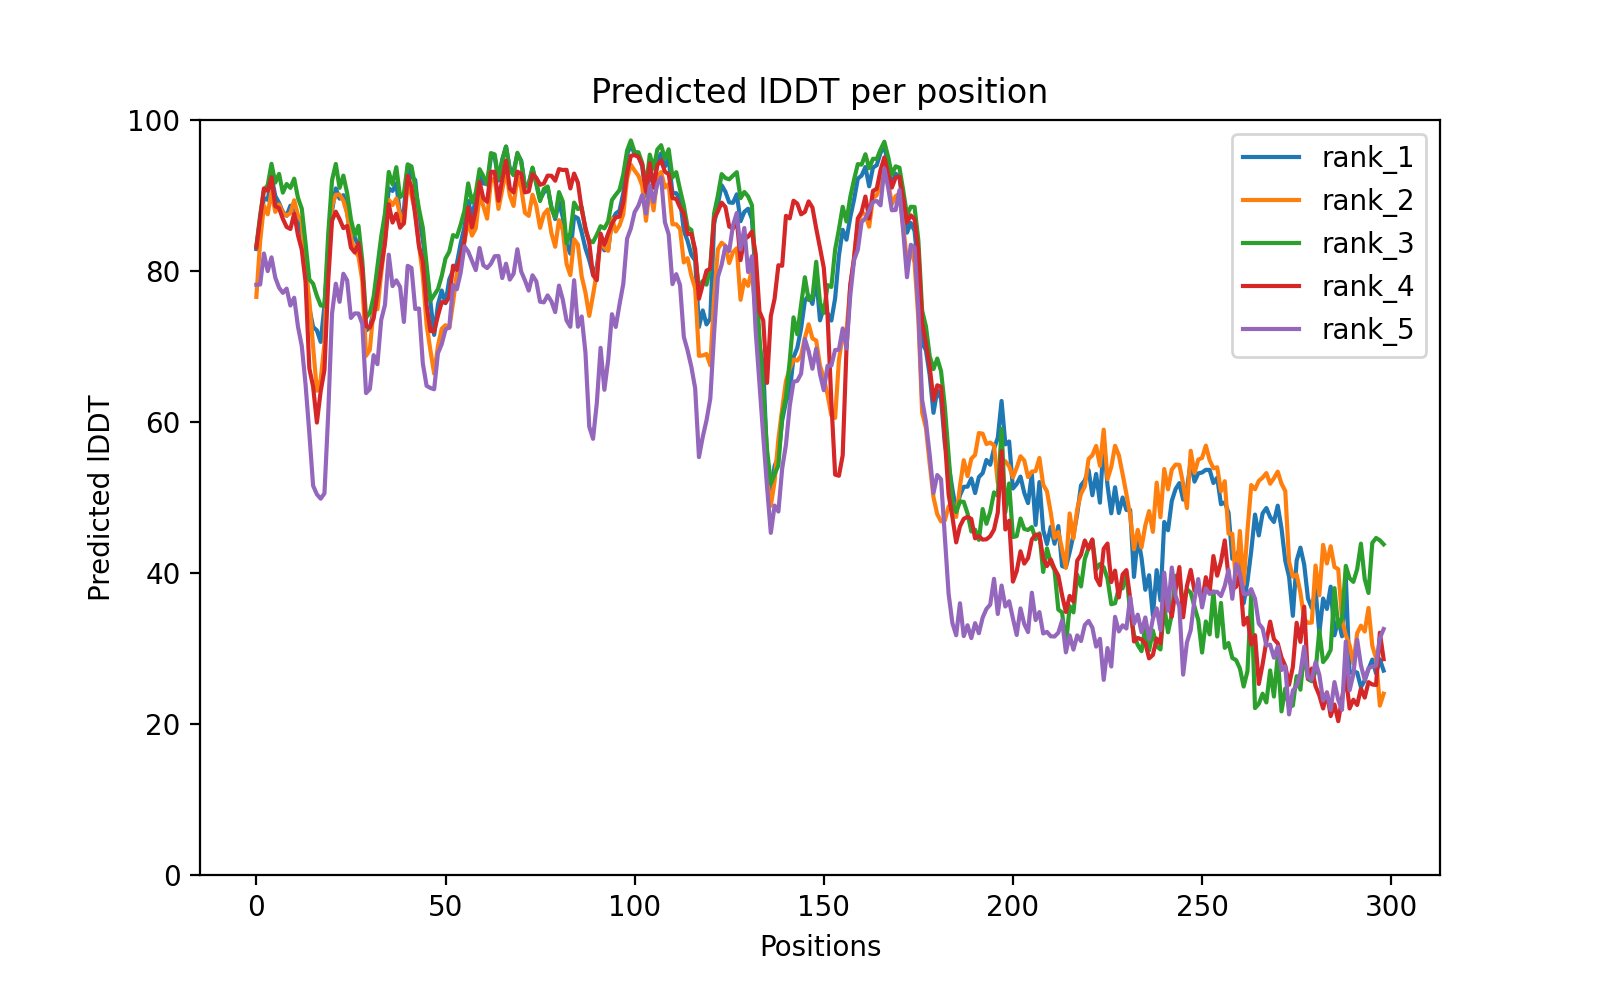 Predicted lDDT per position
100
80
60
40
20
0
Predicted lDDT
rank_1
rank_2
rank_3
rank_4
rank_5
0 50 100 150 200 250 300
Positions